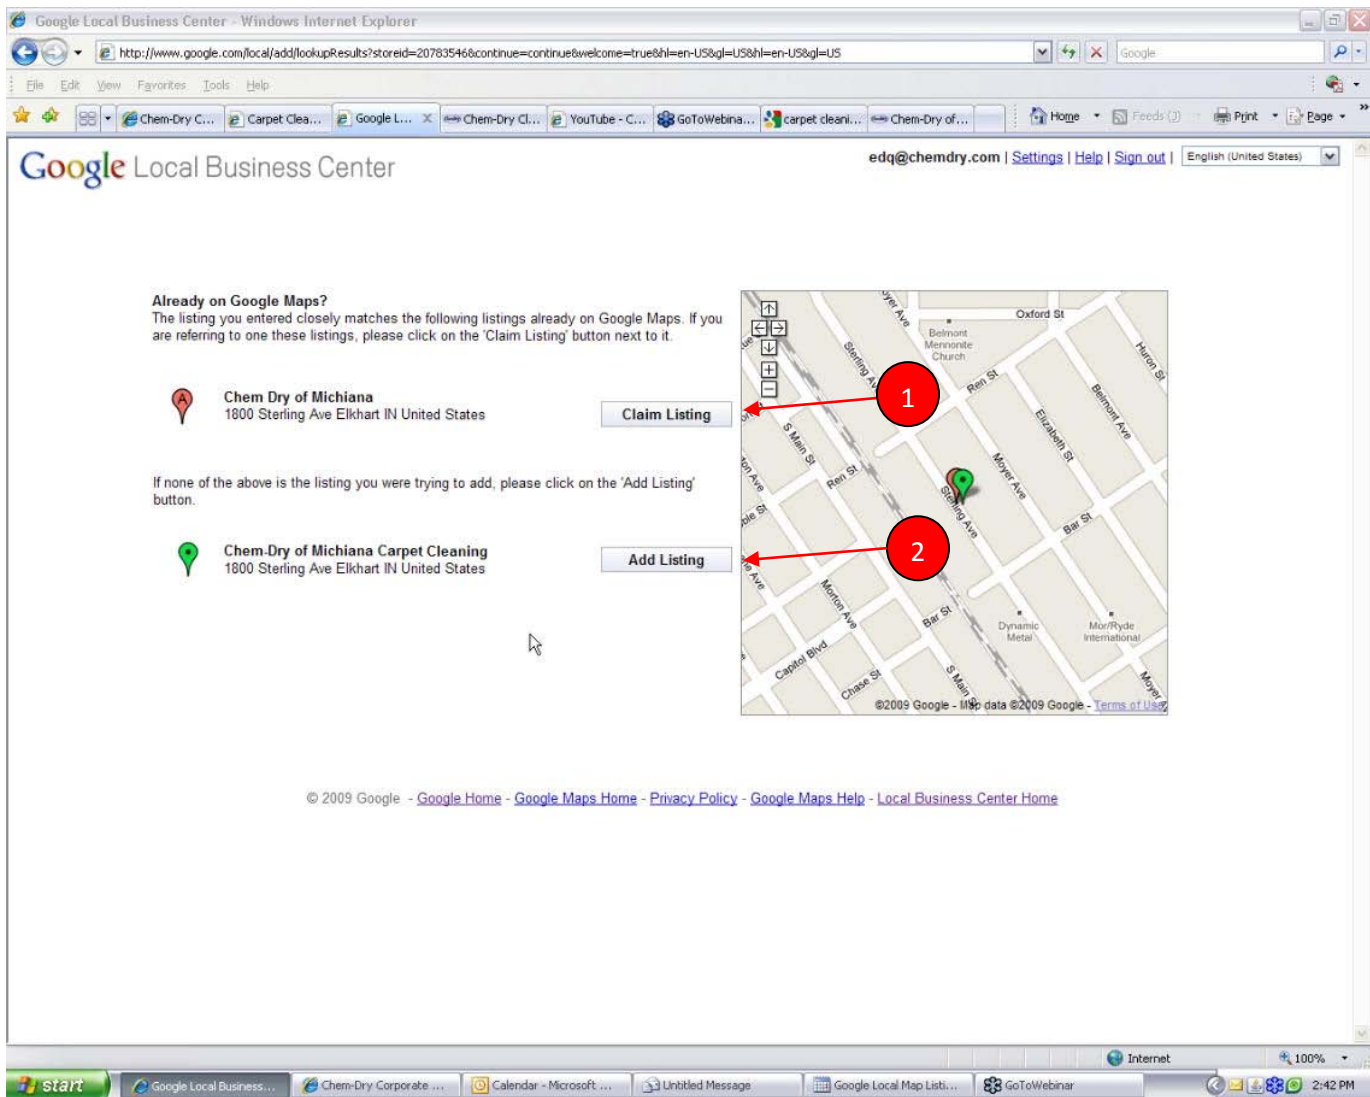 Google Local Business Center - Windows Internet Explorer
http://www.google.com/local/add/lookupResults?storeid=20783546&continue=continue&welcome=true&hl=en-US&gl=US&hl=en-US&gl=US
Google
File Edit View Favorites Tools Help
Chem-Dry C... Carpet Clea... Google L... X Chem-Dry Cl... YouTube - C... GoToWebina... carpet cleani... Chem-Dry of... Home Feeds (J) Print Page
Google Local Business Center
edq@chemdry.com | Settings | Help | Sign out | English (United States)
Already on Google Maps?
The listing you entered closely matches the following listings already on Google Maps. If you
are referring to one these listings, please click on the 'Claim Listing' button next to it.
A
Chem Dry of Michiana
1800 Sterling Ave Elkhart IN United States
Claim Listing
If none of the above is the listing you were trying to add, please click on the 'Add Listing'
button.
Chem-Dry of Michiana Carpet Cleaning
1800 Sterling Ave Elkhart IN United States
Add Listing
1
2
Moyer Ave
Oxford St
Belmont
Mennonite
Church
Huron St
Sterling Ave
Ren St
Belmont Ave
Elizabeth St
S Main St
Moyer Ave
Ren St
Sterling Ave
Bar St
Morton Ave
Bar St
Dynamic
Metal
Mor/Ryde
International
Capitol Blvd
Chase St
S Main St
Moyer
©2009 Google - Map data ©2009 Google - Terms of Use
© 2009 Google - Google Home - Google Maps Home - Privacy Policy - Google Maps Help - Local Business Center Home
Internet
100%
start
Google Local Business... Chem-Dry Corporate ... Calendar - Microsoft ... Untitled Message Google Local Map Listi... GoToWebinar
2:42 PM